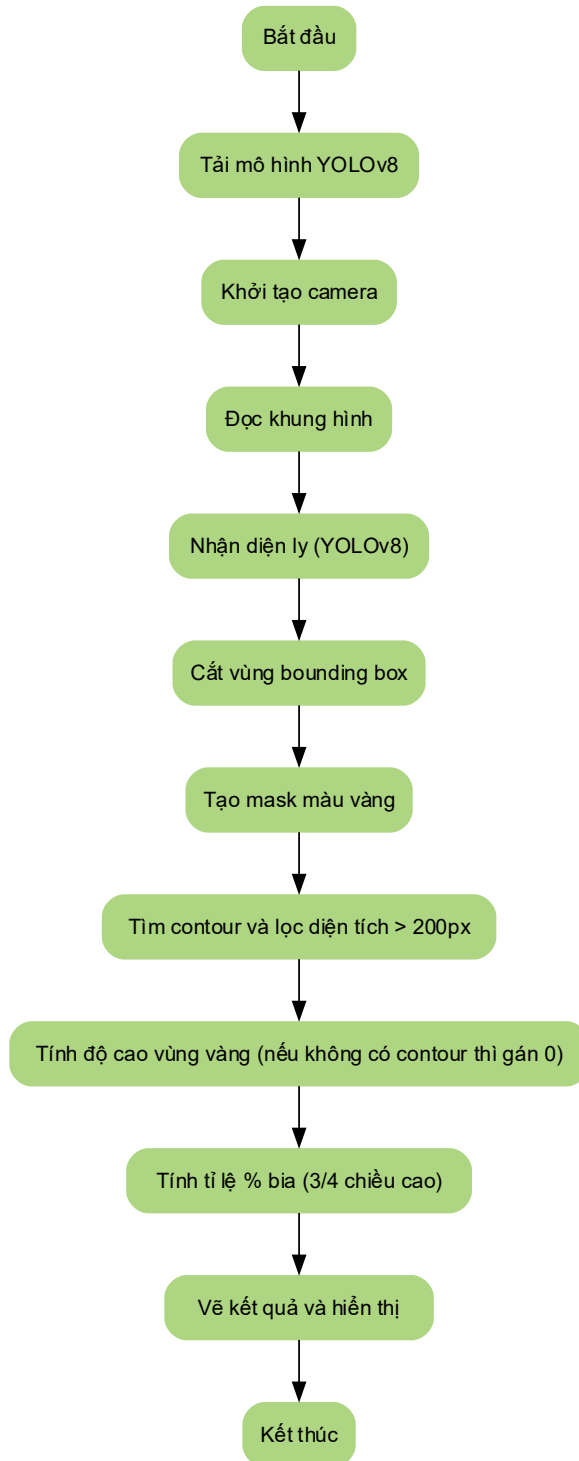 Bắt đầu
Tải mô hình YOLOv8
Khởi tạo camera
Đọc khung hình
Nhận diện ly (YOLOv8)
Cắt vùng bounding box
Tạo mask màu vàng
Tìm contour và lọc diện tích > 200px
Tính độ cao vùng vàng (nếu không có contour thì gán 0)
Tính tỉ lệ % bia (3/4 chiều cao)
Vẽ kết quả và hiển thị
Kết thúc